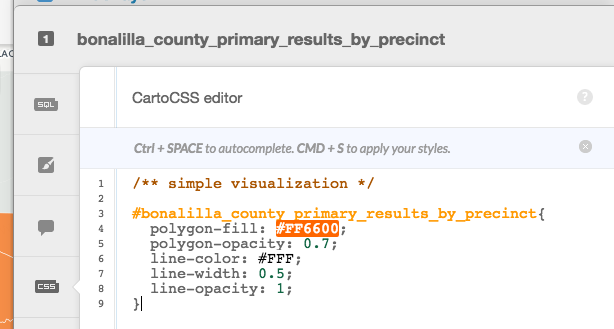 1 bonalilla_county_primary_results_by_precinct
SQL
CartoCSS editor
?
Ctrl + SPACE to autocomplete. CMD + S to apply your styles.
1 /** simple visualization */
2
3 #bonalilla_county_primary_results_by_precinct{
4 polygon-fill: #FF6600;
5 polygon-opacity: 0.7;
6 line-color: #FFF;
7 line-width: 0.5;
8 line-opacity: 1;
9 }
CSS